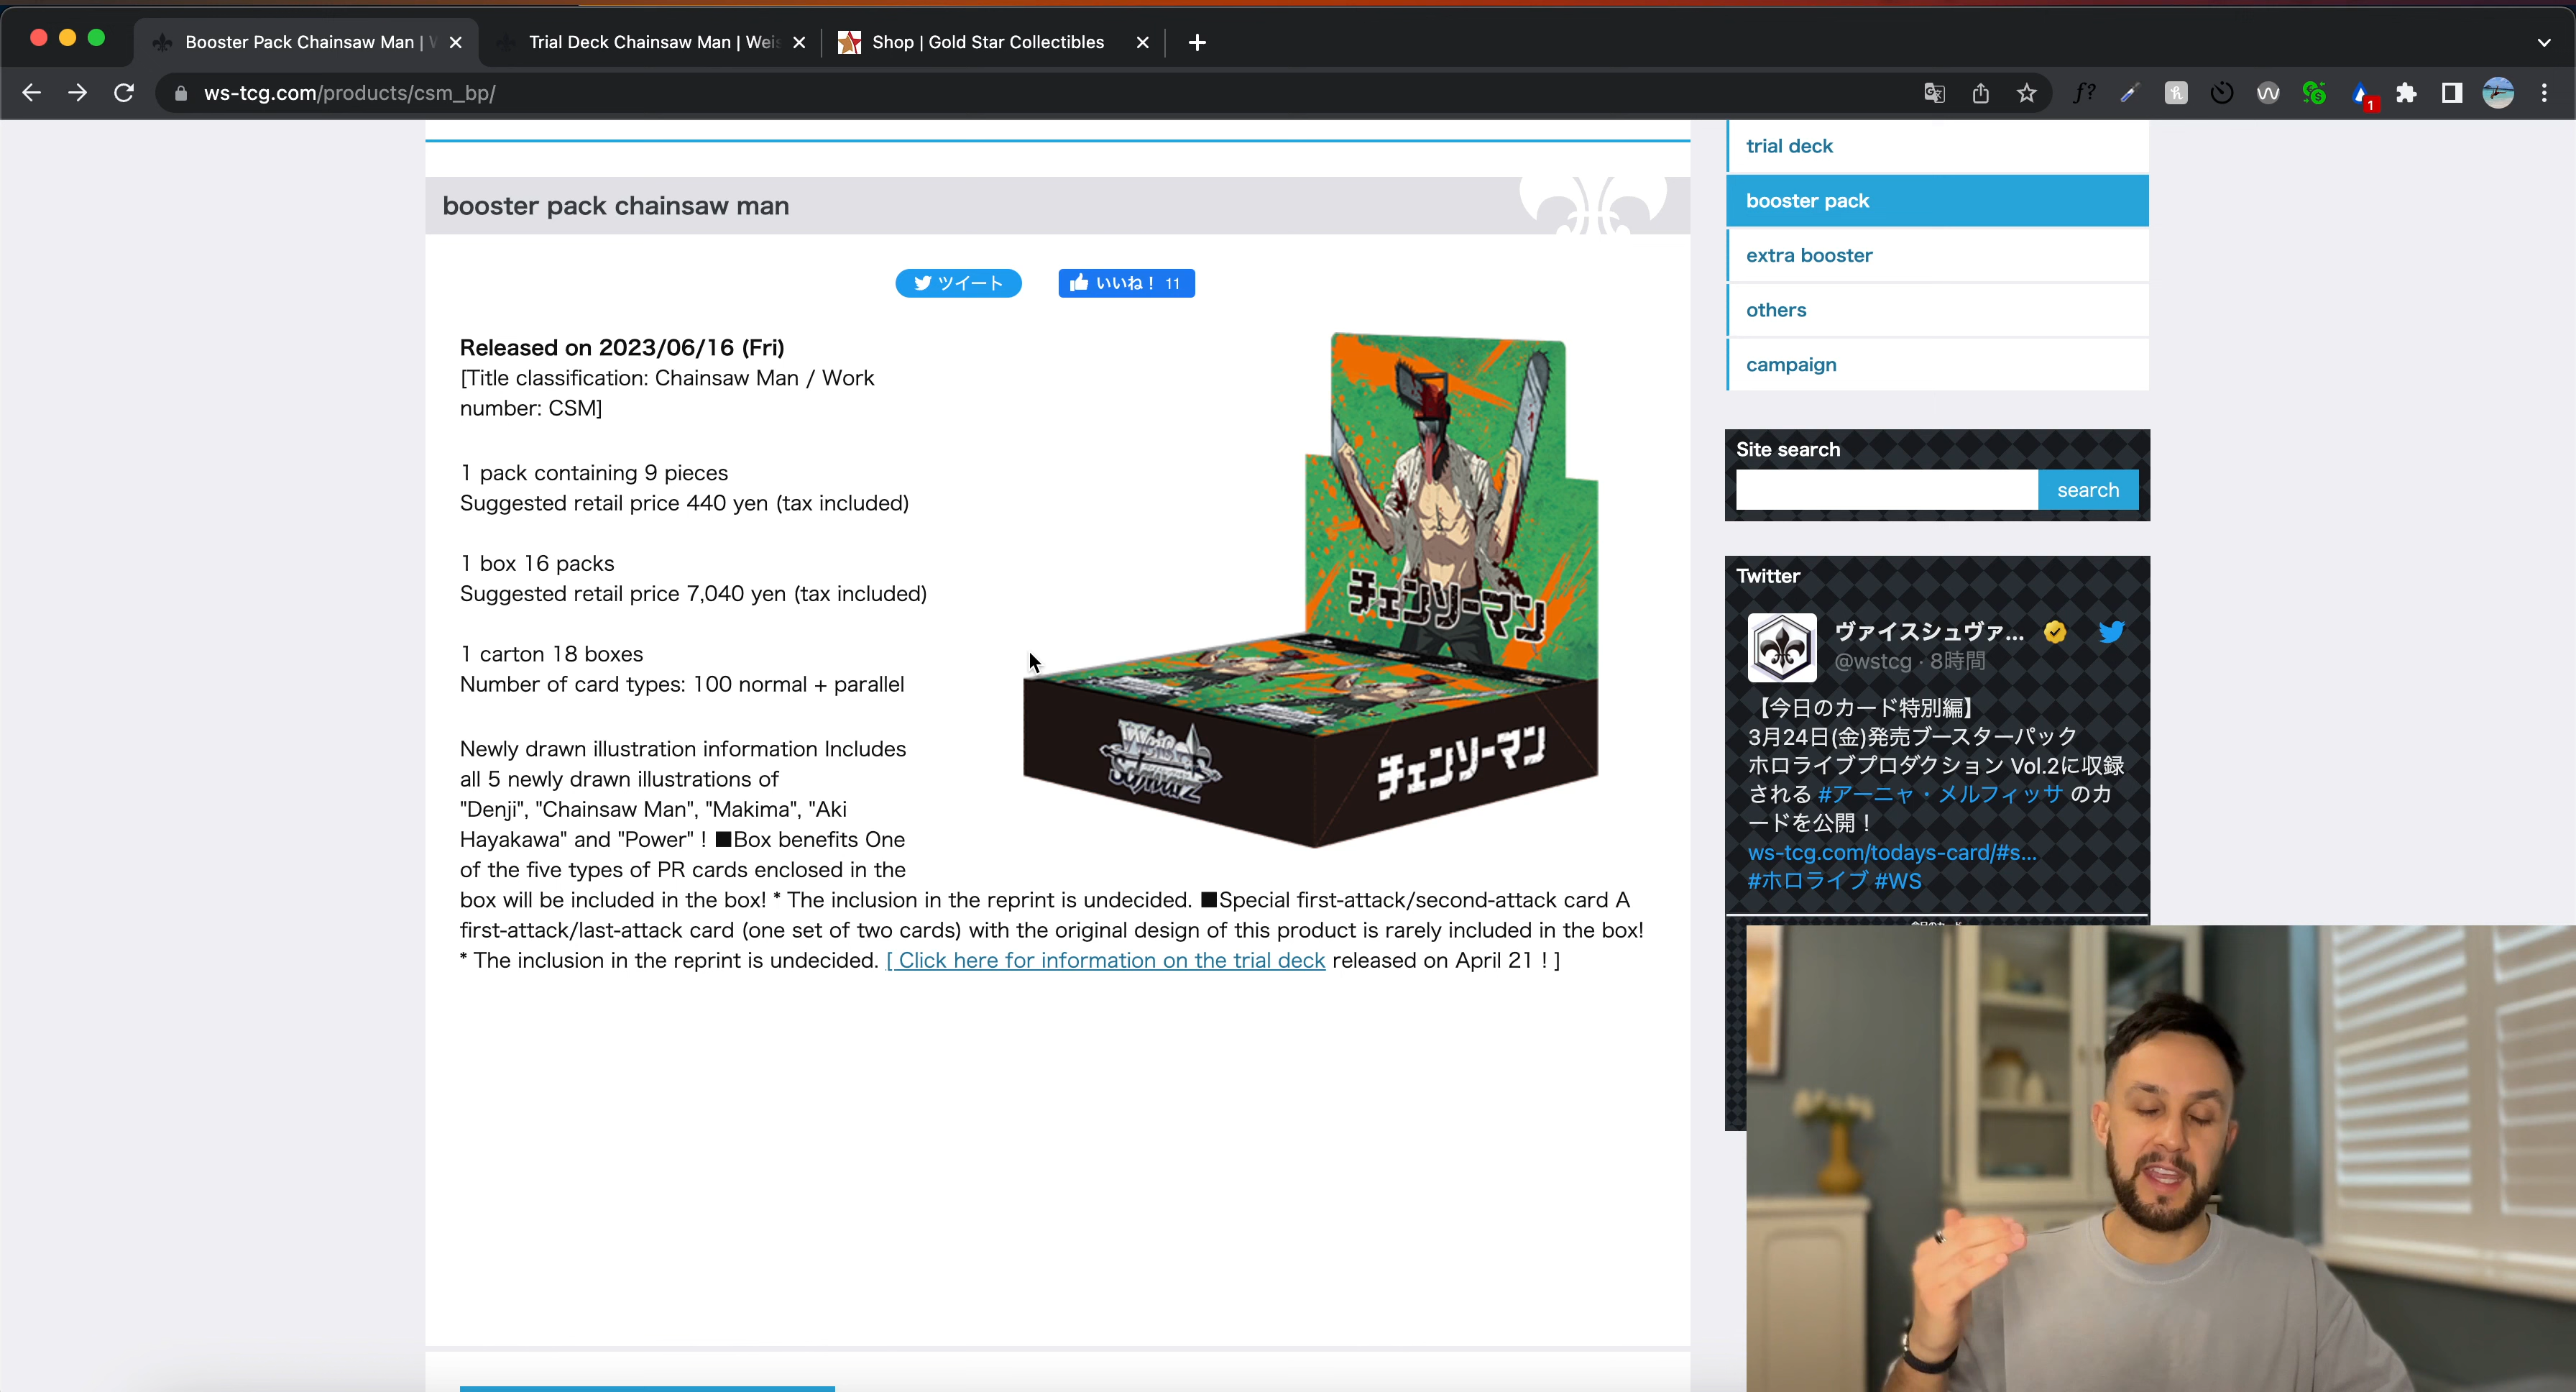 Booster Pack Chainsaw Man |
Trial Deck Chainsaw Man | Weis
Shop | Gold Star Collectibles
ws-tcg.com/products/csm_bp/
f?
1
booster pack chainsaw man
ツイート
いいね！ 11
Released on 2023/06/16 (Fri)
[Title classification: Chainsaw Man / Work
number: CSM]
1 pack containing 9 pieces
Suggested retail price 440 yen (tax included)
1 box 16 packs
Suggested retail price 7,040 yen (tax included)
1 carton 18 boxes
Number of card types: 100 normal + parallel
Newly drawn illustration information Includes
all 5 newly drawn illustrations of
"Denji", "Chainsaw Man", "Makima", "Aki
Hayakawa" and "Power" ! ■Box benefits One
of the five types of PR cards enclosed in the
box will be included in the box! * The inclusion in the reprint is undecided. ■Special first-attack/second-attack card A
first-attack/last-attack card (one set of two cards) with the original design of this product is rarely included in the box!
* The inclusion in the reprint is undecided. [ Click here for information on the trial deck released on April 21 ! ]
チェンソーマン
Weiss
Schwarz
チェンソーマン
trial deck
booster pack
extra booster
others
campaign
Site search
search
Twitter
ヴァイスシュヴァ...
@wstcg · 8時間
【今日のカード特別編】
3月24日(金)発売ブースターパック
ホロライブプロダクション Vol.2に収録
される #アーニャ・メルフィッサ のカ
ードを公開！
ws-tcg.com/todays-card/#s...
#ホロライブ #WS